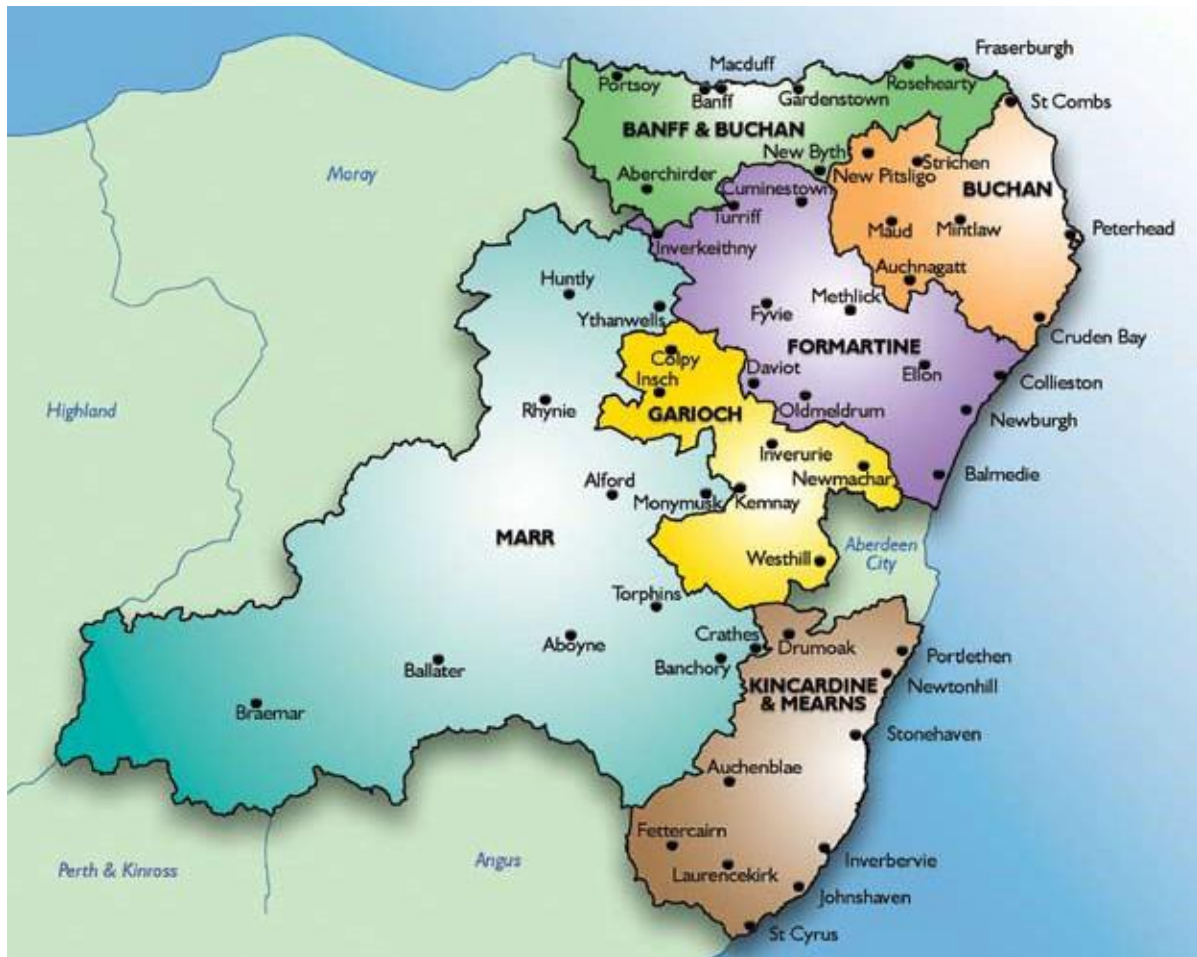 Fraserburgh
Macduff
Rosehearty
Portsoy
Banff
Gardenstown
St Combs
BANFF & BUCHAN
New Byth
Strichen
Moray
Aberchirder
Cuminestown
New Pitsligo
BUCHAN
Turriff
Maud
Mintlaw
Peterhead
Inverkeithny
Auchnagatt
Huntly
Methlick
Ythanwells
Fyvie
Cruden Bay
FORMARTINE
Colpy
Daviot
Ellon
Collieston
Insch
Highland
Rhynie
GARIOCH
Oldmeldrum
Newburgh
Inverurie
Alford
Newmachar
Balmedie
Monymusk
Kemnay
MARR
Westhill
Aberdeen
City
Torphins
Crathes
Aboyne
Drumoak
Portlethen
Ballater
Banchory
KINCARDINE
& MEARNS
Newtonhill
Braemar
Stonehaven
Auchenblae
Fettercairn
Perth & Kinross
Angus
Inverbervie
Laurencekirk
Johnshaven
St Cyrus